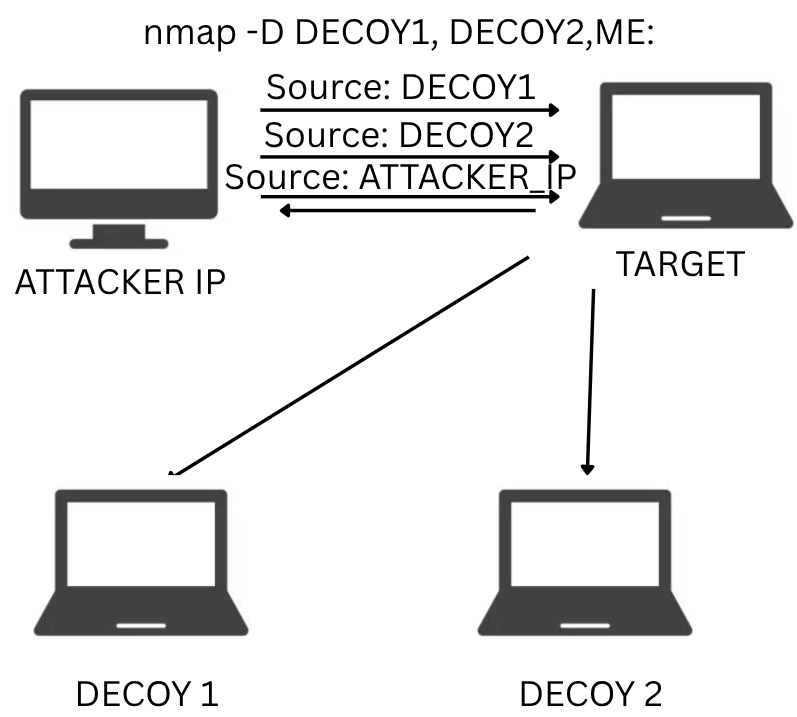 nmap -D DECOY1, DECOY2,ME:
Source: DECOY1
Source: DECOY2
Source: ATTACKER_IP
ATTACKER IP
TARGET
DECOY 1
DECOY 2